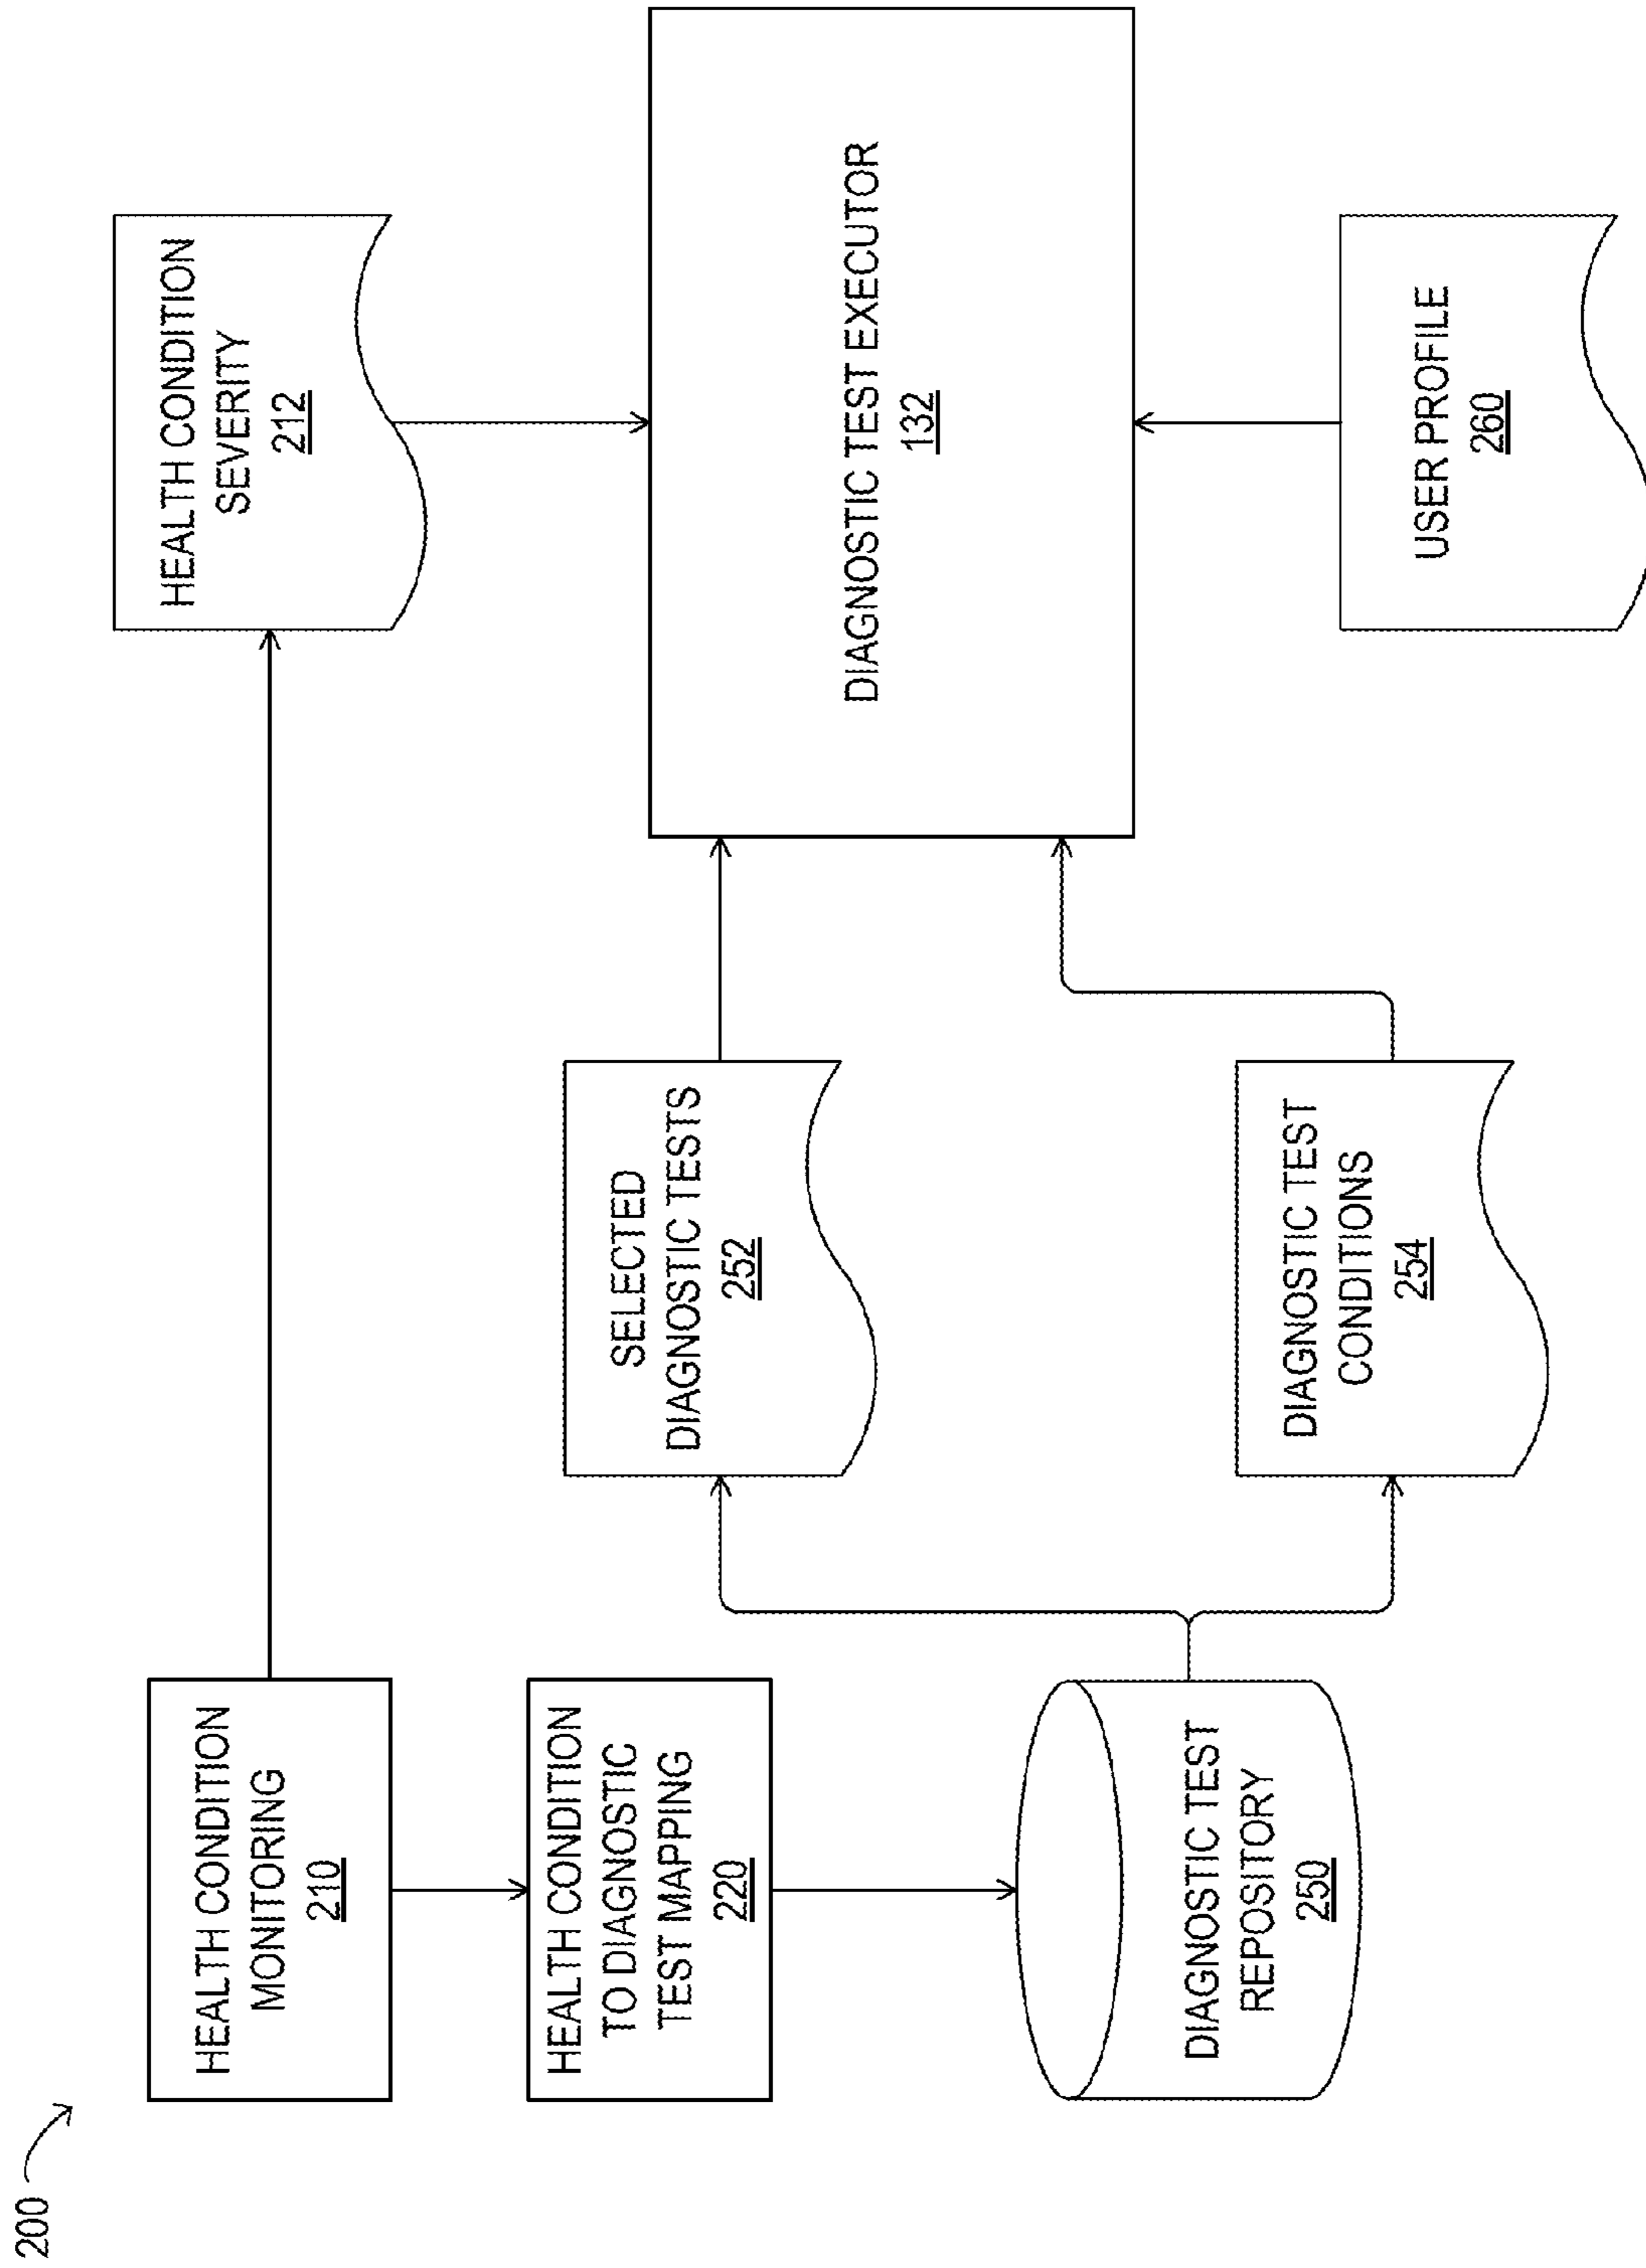 200
HEALTH CONDITION
MONITORING
210
HEALTH CONDITION
SEVERITY
212
HEALTH CONDITION
TO DIAGNOSTIC
TEST MAPPING
220
SELECTED
DIAGNOSTIC TESTS
252
DIAGNOSTIC TEST EXECUTOR
132
DIAGNOSTIC TEST
REPOSITORY
250
DIAGNOSTIC TEST
CONDITIONS
254
USER PROFILE
260